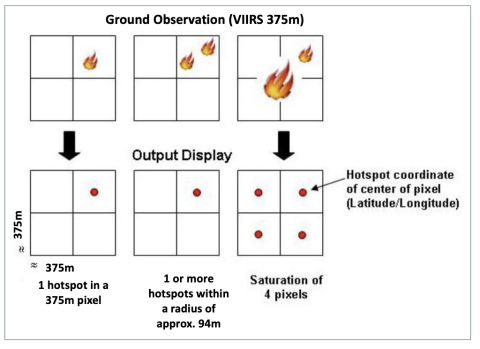 Ground Observation (VIIRS 375m)
Output Display
Hotspot coordinate
of center of pixel
(Latitude/Longitude)
≈ 375m
≈ 375m
1 hotspot in a
375m pixel
1 or more
hotspots within
a radius of
approx. 94m
Saturation of
4 pixels